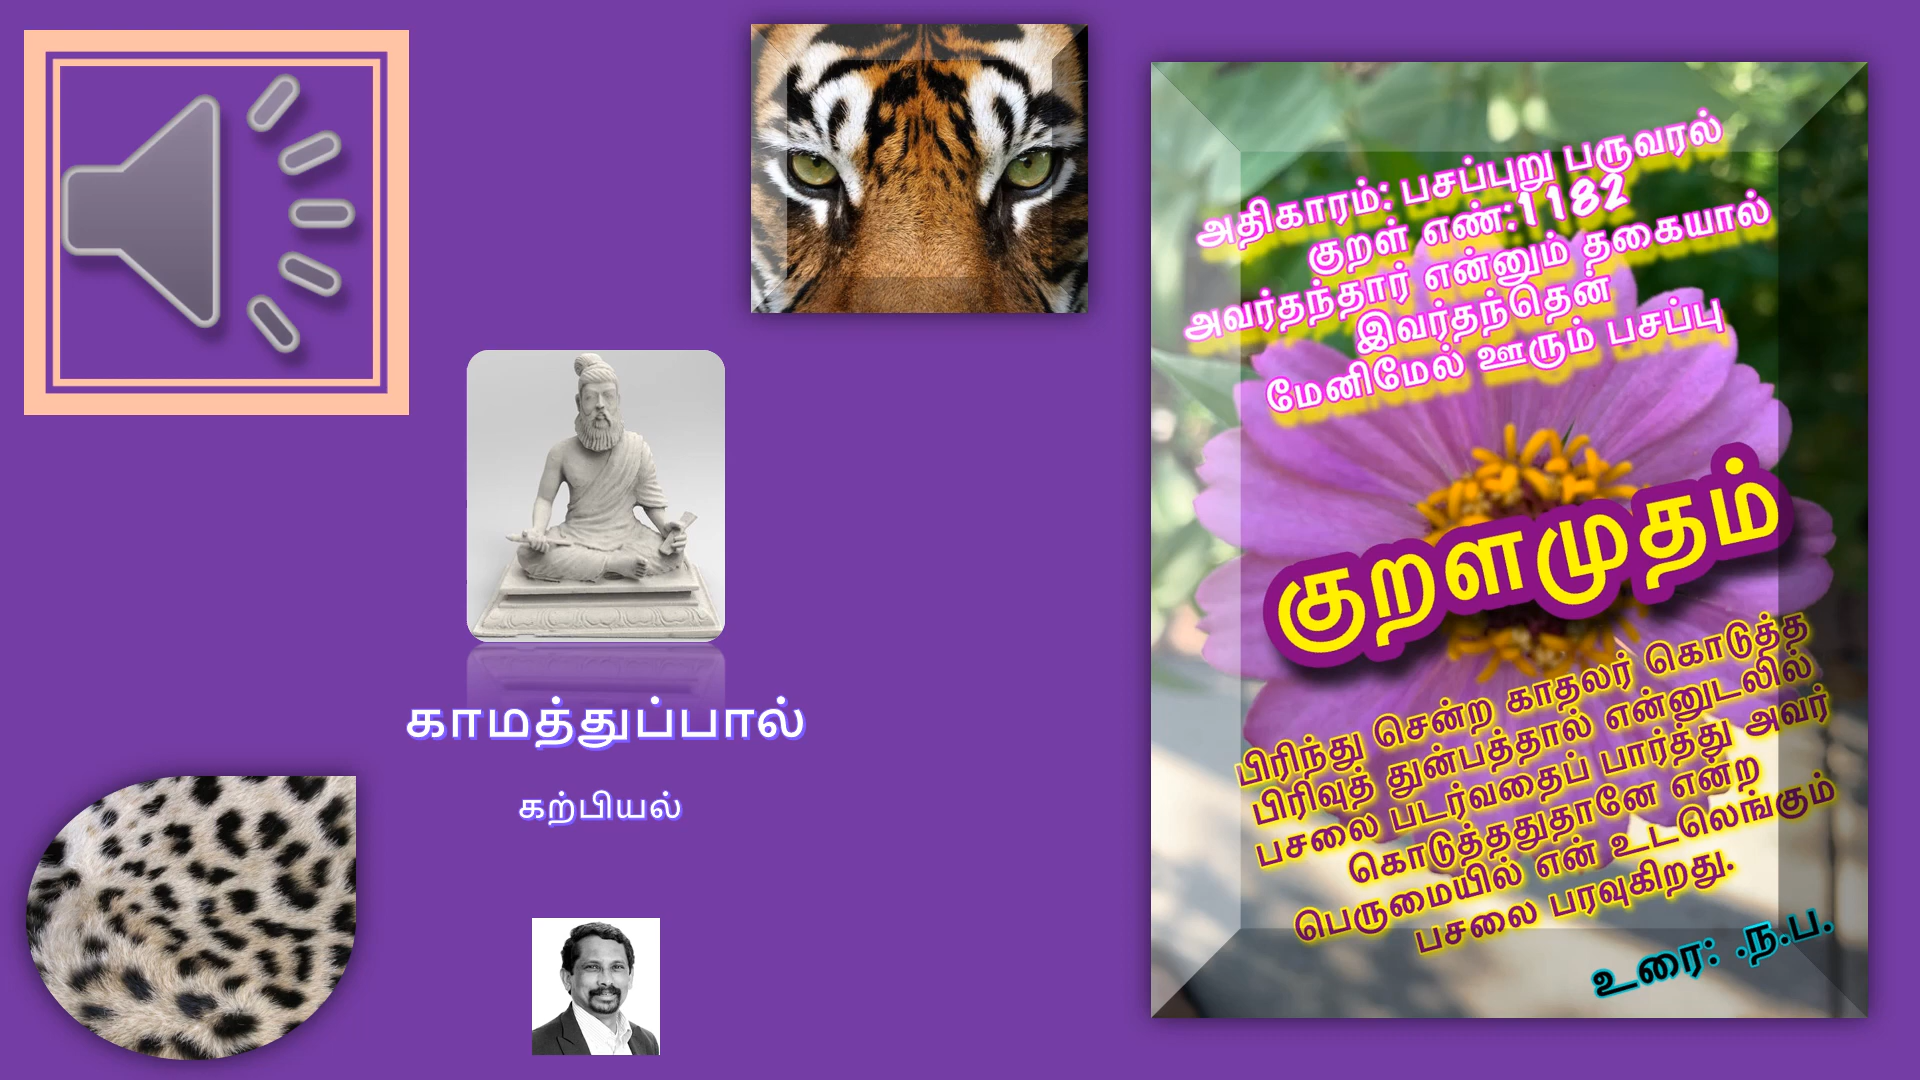 அதிகாரம்: பசப்புறு பருவரல்
குறள் எண்:1182
அவர்தந்தார் என்னும் தகையால்
இவர்தந்தென்
மேனிமேல் ஊரும் பசப்பு
குறளமுதம்
பிரிந்து சென்ற காதலர் கொடுத்த
பிரிவுத் துன்பத்தால் என்னுடலில்
பசலை படர்வதைப் பார்த்து அவர்
கொடுத்ததுதானே என்ற
பெருமையில் என் உடலெங்கும்
பசலை பரவுகிறது.
உரை: .ந.ப.
காமத்துப்பால்
கற்பியல்